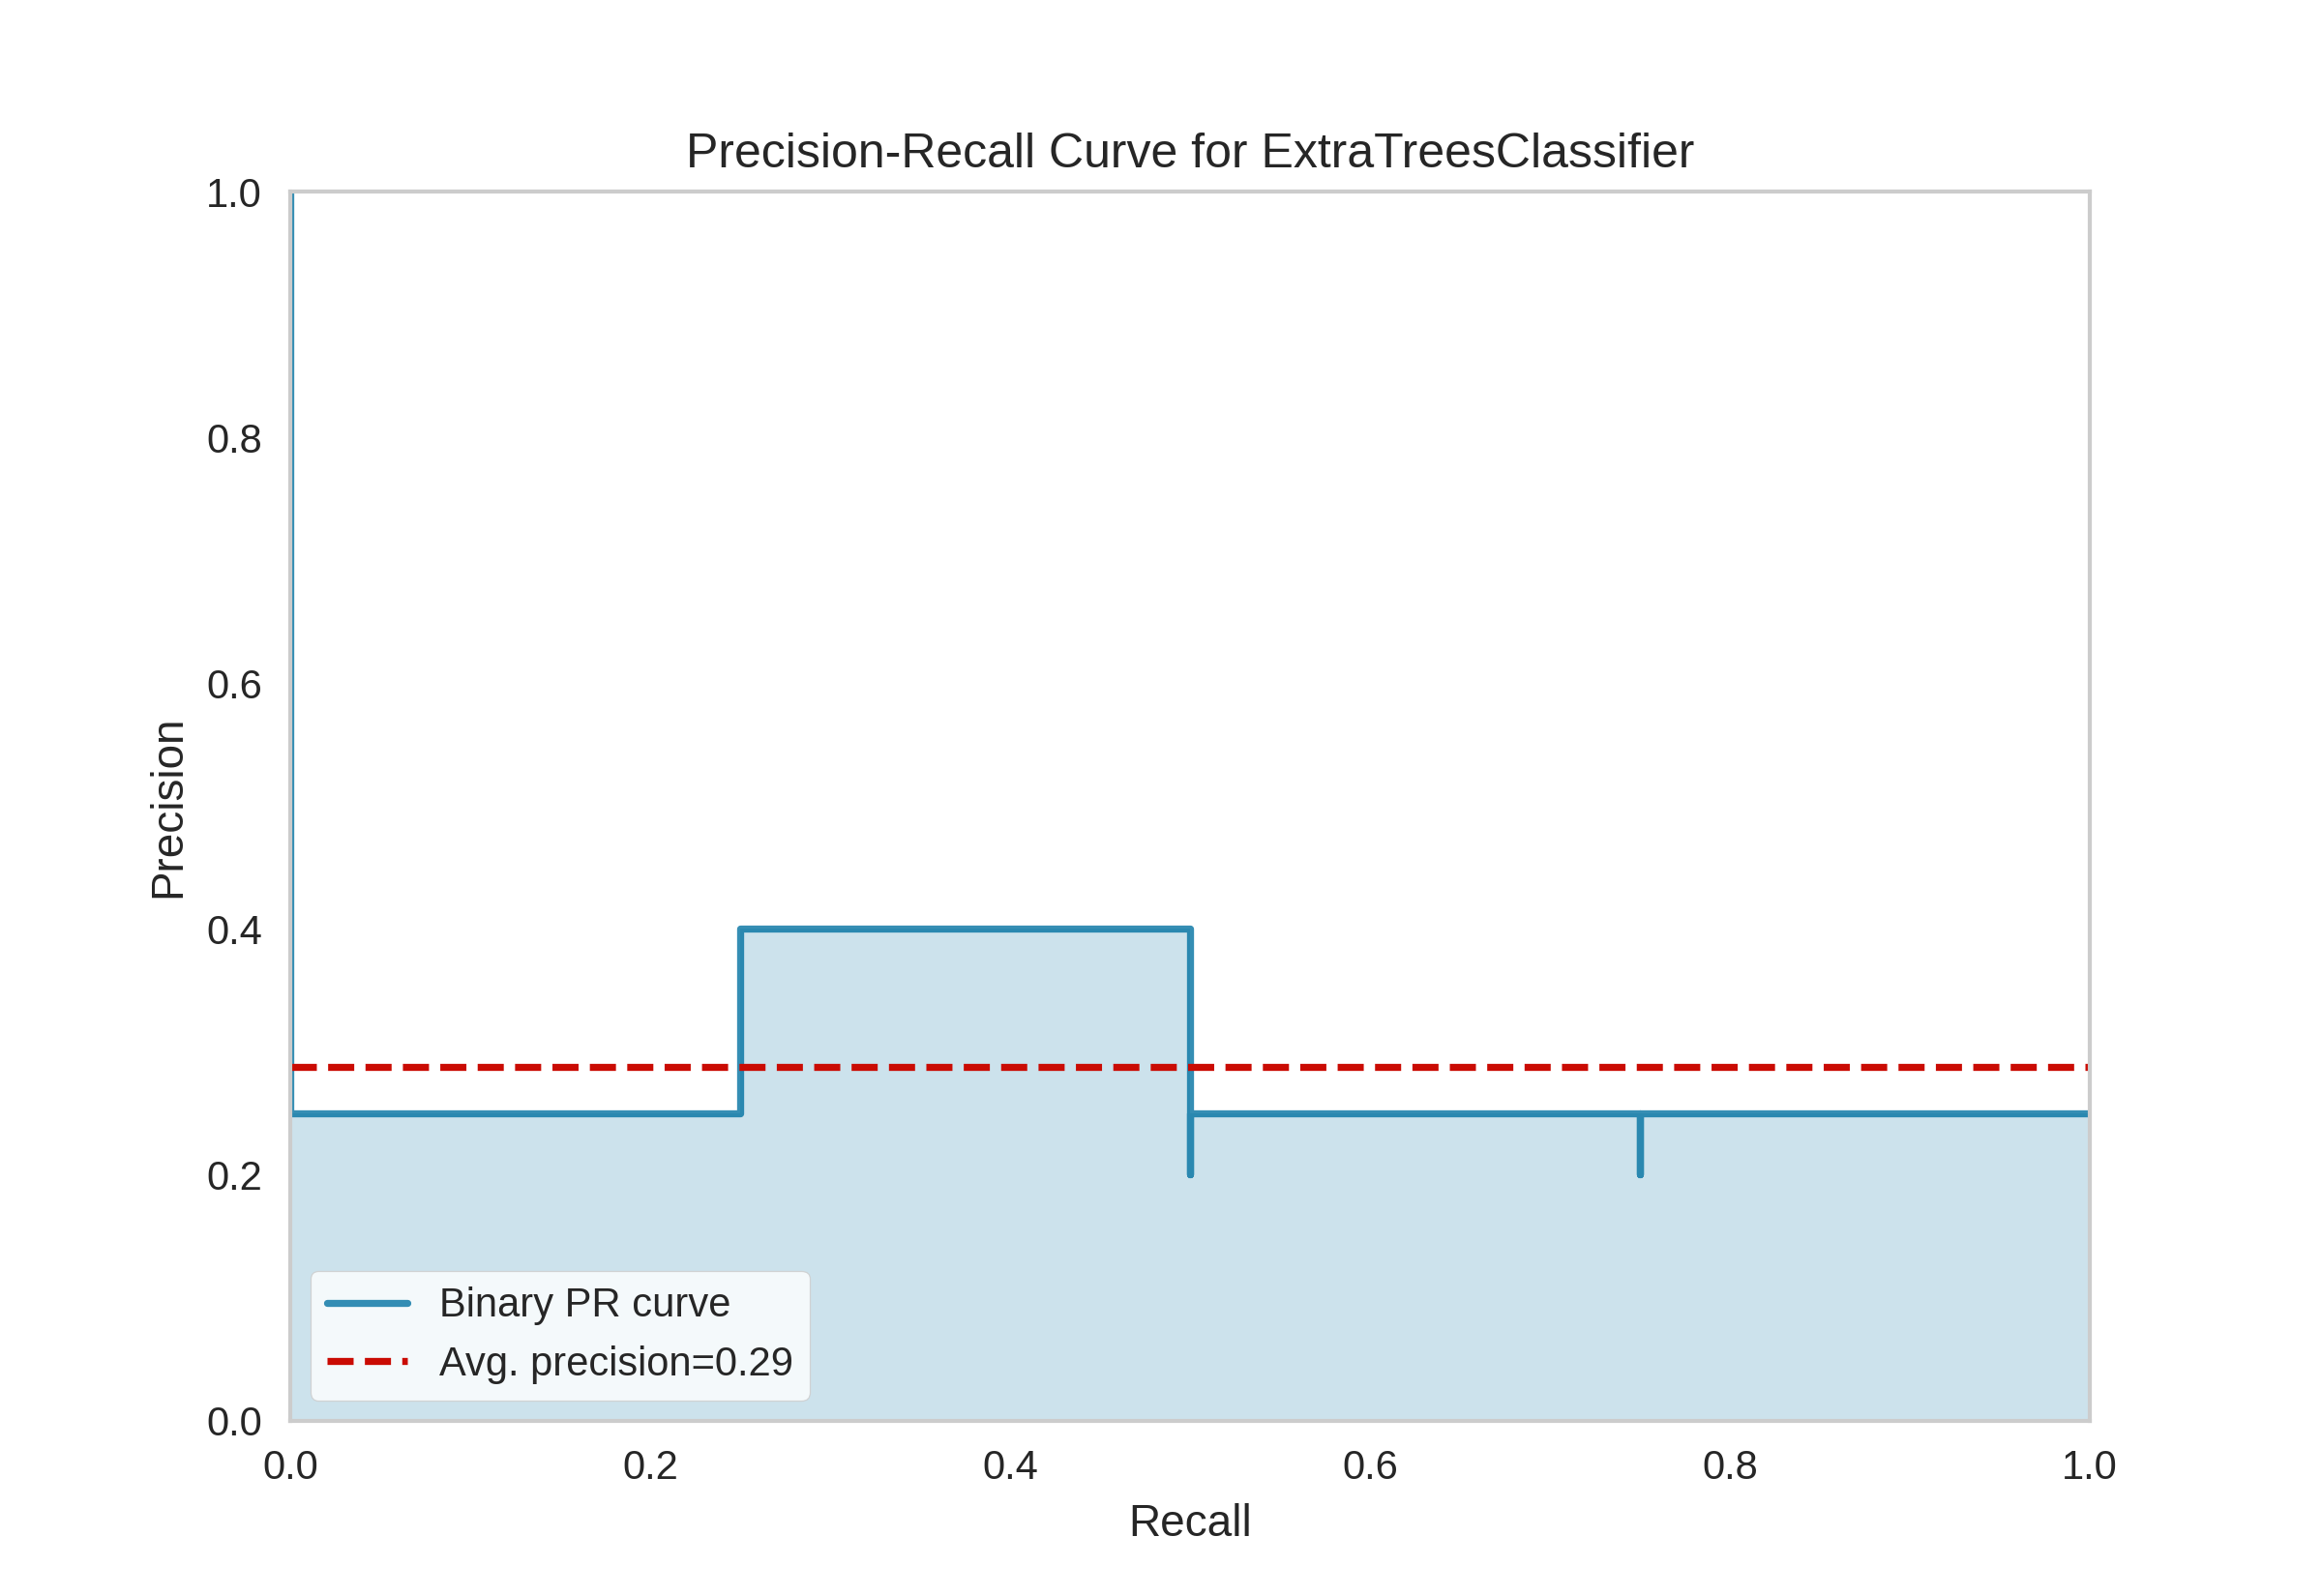 Precision-Recall Curve for ExtraTreesClassifier
1.0
0.8
0.6
0.4
0.2
0.0
Precision
Binary PR curve
Avg. precision=0.29
0.0 0.2 0.4 0.6 0.8 1.0
Recall